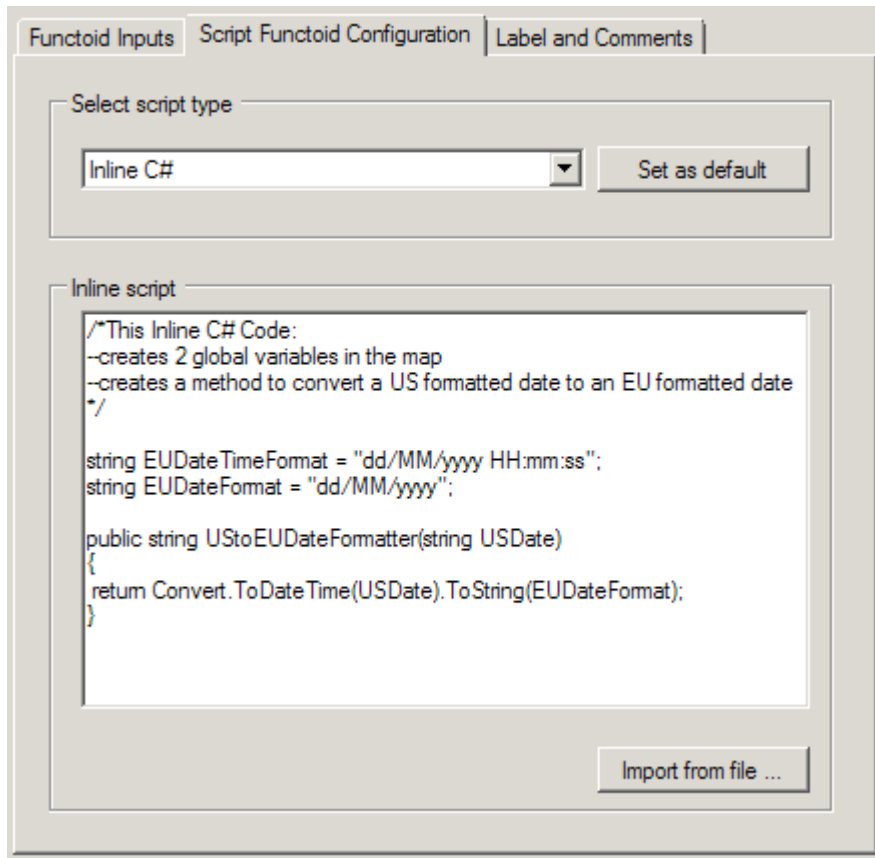 Functoid Inputs Script Functoid Configuration Label and Comments
Select script type
Inline C# Set as default
Inline script
/*This Inline C# Code:
--creates 2 global variables in the map
--creates a method to convert a US formatted date to an EU formatted date
*/
string EUDateTimeFormat = "dd/MM/yyyy HH:mm:ss";
string EUDateFormat = "dd/MM/yyyy";
public string UStoEUDateFormatter(string USDate)
{
return Convert.ToDateTime(USDate).ToString(EUDateFormat);
}
Import from file ...